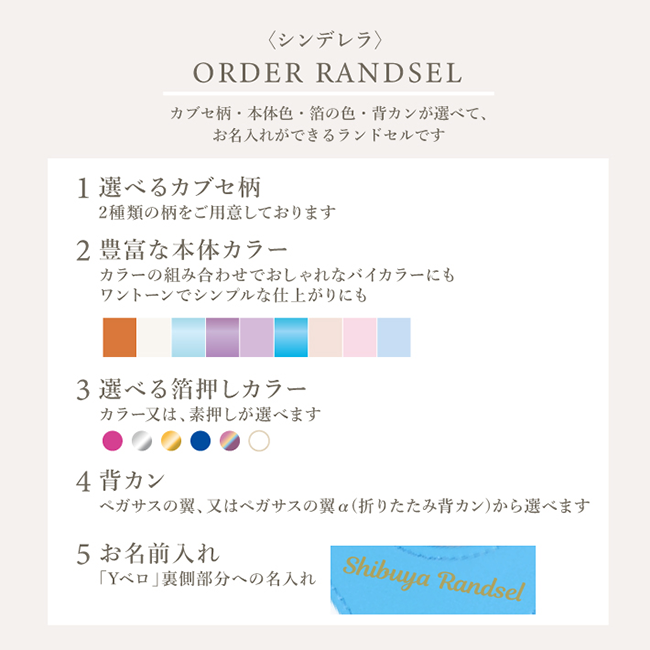 〈シンデレラ〉
ORDER RANDSEL
カブセ柄・本体色・箔の色・背カンが選べて、
お名入れができるランドセルです
1 選べるカブセ柄
2種類の柄をご用意しております
2 豊富な本体カラー
カラーの組み合わせでおしゃれなバイカラーにも
ワントーンでシンプルな仕上がりにも
3 選べる箔押しカラー
カラー又は、素押しが選べます
4 背カン
ペガサスの翼、又はペガサスの翼α(折りたたみ背カン)から選べます
5 お名前入れ
「Yベロ」裏側部分への名入れ
Shibuya Randsel